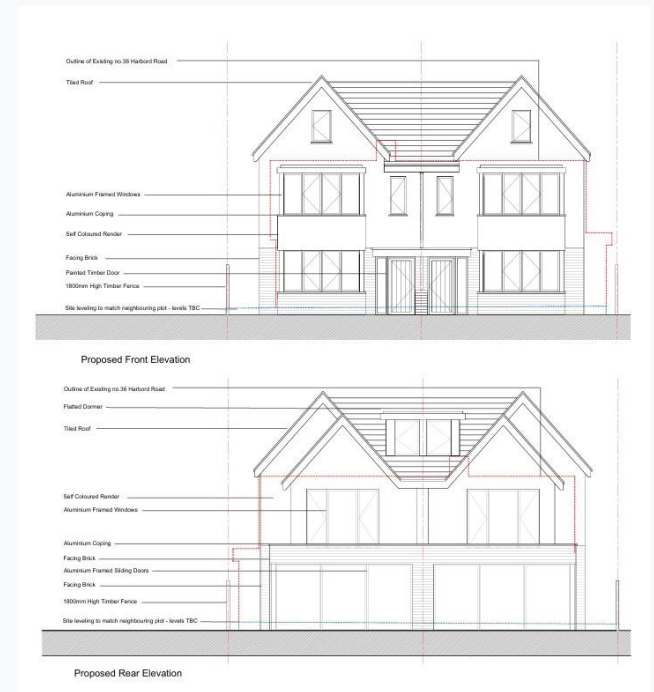 Outline of Existing no.36 Harbord Road
Tiled Roof
Aluminium Framed Windows
Aluminium Coping
Self Coloured Render
Facing Brick
Painted Timber Door
1800mm High Timber Fence
Site leveling to match neighbouring plot - levels TBC
Proposed Front Elevation
Outline of Existing no.36 Harbord Road
Flatted Dormer
Tiled Roof
Self Coloured Render
Aluminium Framed Windows
Aluminium Coping
Facing Brick
Aluminium Framed Sliding Doors
Facing Brick
1800mm High Timber Fence
Site leveling to match neighbouring plot - levels TBC
Proposed Rear Elevation